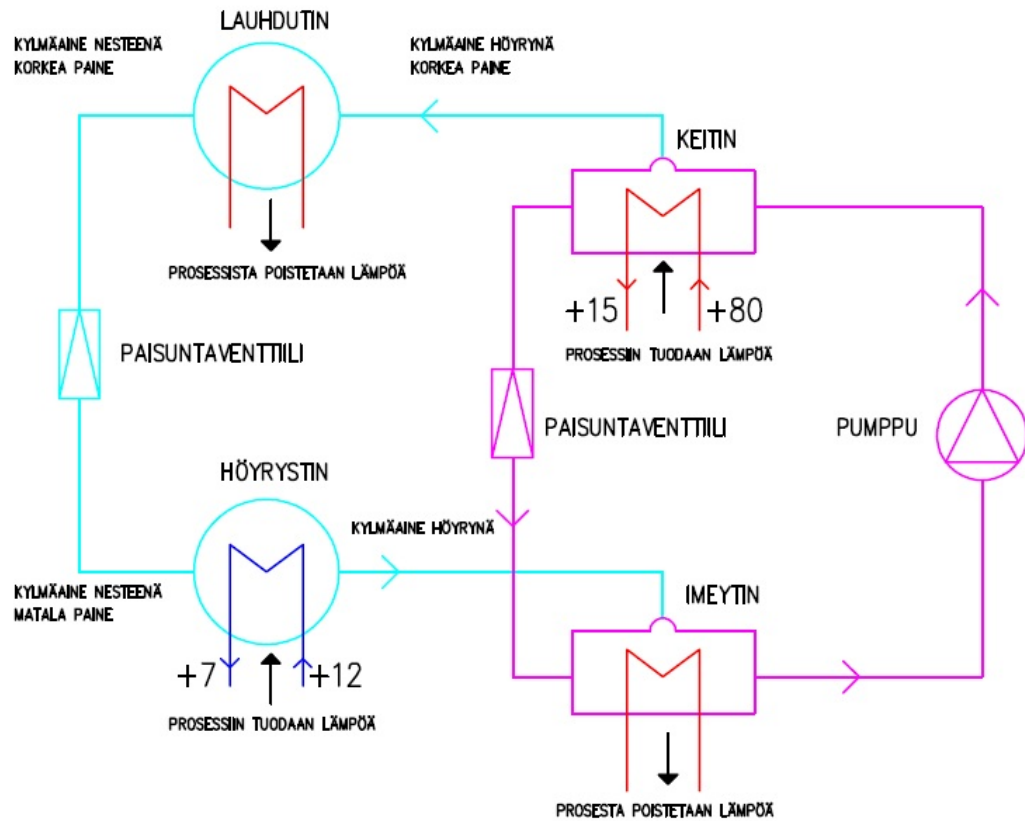 LAUHDUTIN
KYLMÄAINE NESTEENÄ
KORKEA PAINE
KYLMÄAINE HÖYRYNÄ
KORKEA PAINE
KEITIN
PROSESSISTA POISTETAAN LÄMPÖÄ
+15
+80
PROSESSIIN TUODAAN LÄMPÖÄ
PAISUNTAVENTTIILI
PAISUNTAVENTTIILI
PUMPPU
HÖYRYSTIN
KYLMÄAINE HÖYRYNÄ
KYLMÄAINE NESTEENÄ
MATALA PAINE
IMEYTIN
+7
+12
PROSESSIIN TUODAAN LÄMPÖÄ
PROSESTA POISTETAAN LÄMPÖÄ